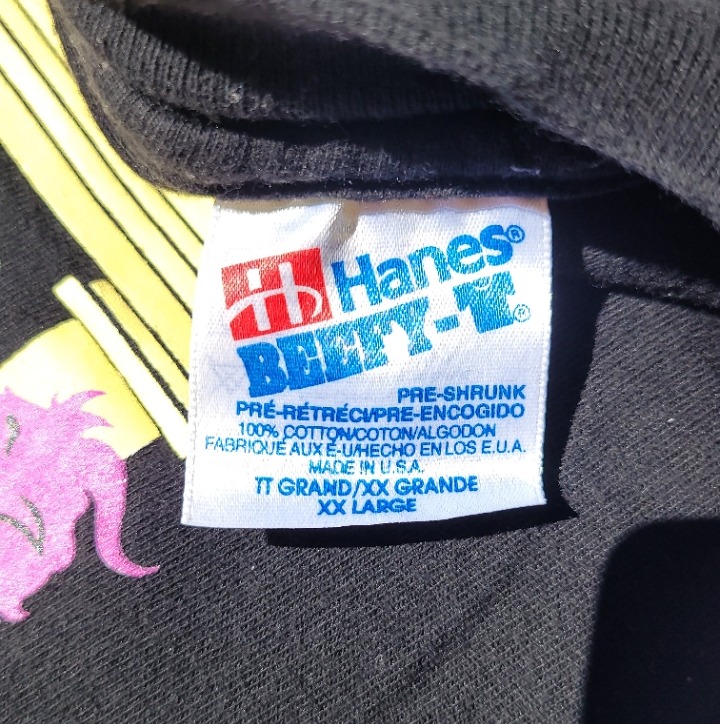 Hanes®
BEEFY-T®
PRE-SHRUNK
PRÉ-RÉTRÉCI/PRE-ENCOGIDO
100% COTTON/COTON/ALGODON
FABRIQUE AUX É-U/HECHO EN LOS E.U.A.
MADE IN U.S.A.
TT GRAND/XX GRANDE
XX LARGE